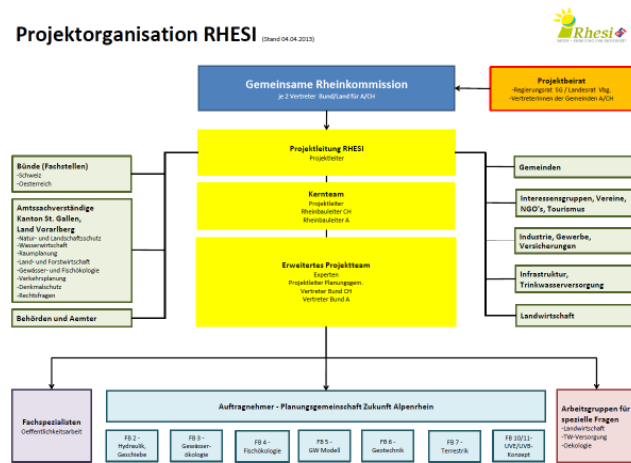 Projektorganisation RHESI (Stand 04.04.2013)
Rhesi
Gemeinsame Rheinkommission
je 2 Vertreter Bund/Land für A/CH
Projektbeirat
-Regierungsrat SG / Landesrat Vbg.
-VertreterInnen der Gemeinden A/CH
Projektleitung RHESI
Projektleiter
Bünde (Fachstellen)
-Schweiz
-Oesterreich
Amtssachverständige
Kanton St. Gallen,
Land Vorarlberg
-Natur- und Landschaftsschutz
-Wasserwirtschaft
-Raumplanung
-Land- und Forstwirtschaft
-Gewässer- und Fischökologie
-Verkehrsplanung
-Denkmalschutz
-Rechtsfragen
Behörden und Aemter
Kernteam
Projektleiter
Rheinbauleiter CH
Rheinbauleiter A
Erweitertes Projektteam
Experten
Projektleiter Planungsgem.
Vertreter Bund CH
Vertreter Bund A
Gemeinden
Interessensgruppen, Vereine,
NGO's, Tourismus
Industrie, Gewerbe,
Versicherungen
Infrastruktur,
Trinkwasserversorgung
Landwirtschaft
Fachspezialisten
Oeffentlichkeitsarbeit
Auftragnehmer - Planungsgemeinschaft Zukunft Alpenrhein
FB 2 -
Hydraulik,
Geschiebe
FB 3 -
Gewässer-
ökologie
FB 4 -
Fischökologie
FB 5 -
GW Modell
FB 6 -
Geotechnik
FB 7 -
Terrestrik
FB 10/11-
UVE/UVB-
Konzept
Arbeitsgruppen für
spezielle Fragen
-Landwirtschaft
-TW-Versorgung
-Oekologie